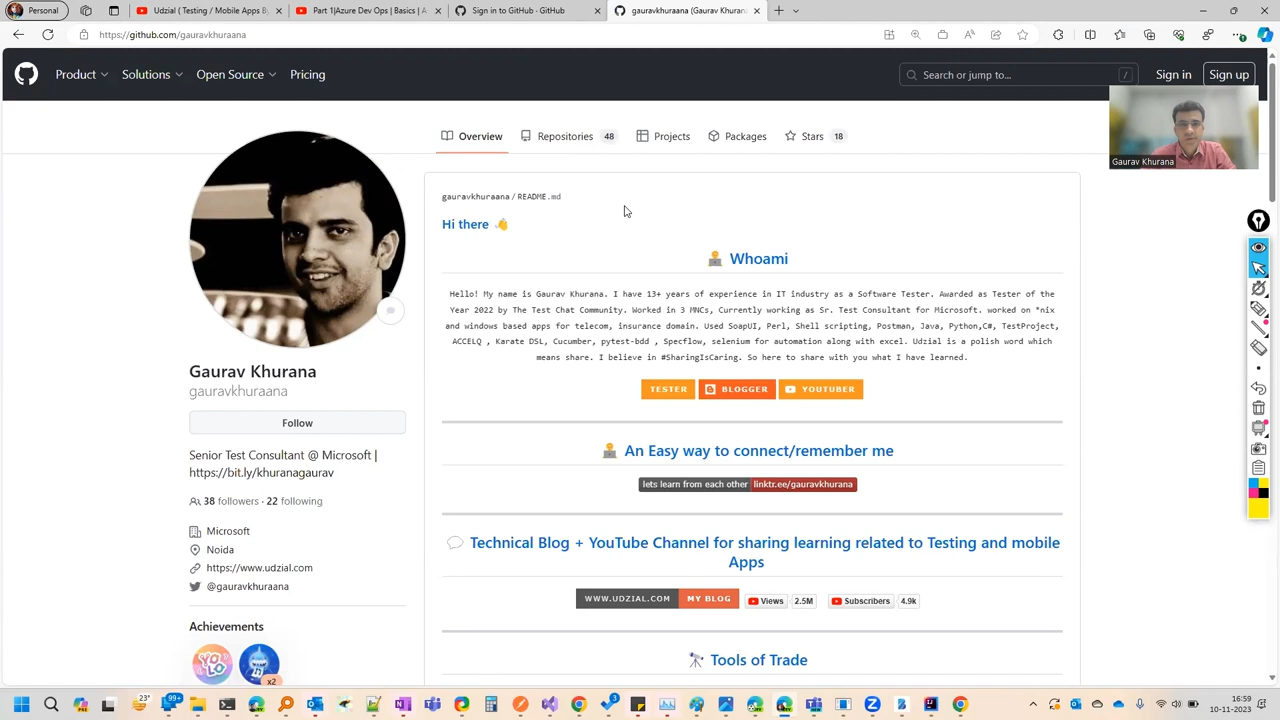 Personal
Udzial ( Testing / Mobile Apps By
Part 1|Azure Dev Ops | Basics | A
Sign in to GitHub · GitHub
gauravkhuraana (Gaurav Khuran
https://github.com/gauravkhuraana
Product
Solutions
Open Source
Pricing
Search or jump to...
/
Sign in
Sign up
Overview
Repositories 48
Projects
Packages
Stars 18
Gaurav Khurana
gauravkhuraana / README.md
Hi there
Whoami
Hello! My name is Gaurav Khurana. I have 13+ years of experience in IT industry as a Software Tester. Awarded as Tester of the
Year 2022 by The Test Chat Community. Worked in 3 MNCs, Currently working as Sr. Test Consultant for Microsoft. worked on *nix
and windows based apps for telecom, insurance domain. Used SoapUI, Perl, Shell scripting, Postman, Java, Python,C#, TestProject,
ACCELQ , Karate DSL, Cucumber, pytest-bdd , Specflow, selenium for automation along with excel. Udzial is a polish word which
means share. I believe in #SharingIsCaring. So here to share with you what I have learned.
TESTER
BLOGGER
YOUTUBER
Gaurav Khurana
gauravkhuraana
Follow
Senior Test Consultant @ Microsoft |
https://bit.ly/khuranagaurav
38 followers · 22 following
Microsoft
Noida
https://www.udzial.com
@gauravkhuraana
Achievements
YOLO
x2
An Easy way to connect/remember me
lets learn from each other linktr.ee/gauravkhurana
Technical Blog + YouTube Channel for sharing learning related to Testing and mobile
Apps
WWW.UDZIAL.COM MY BLOG
Views 2.5M
Subscribers 4.9k
Tools of Trade
23°
99+
3
16:59
10-11-2023